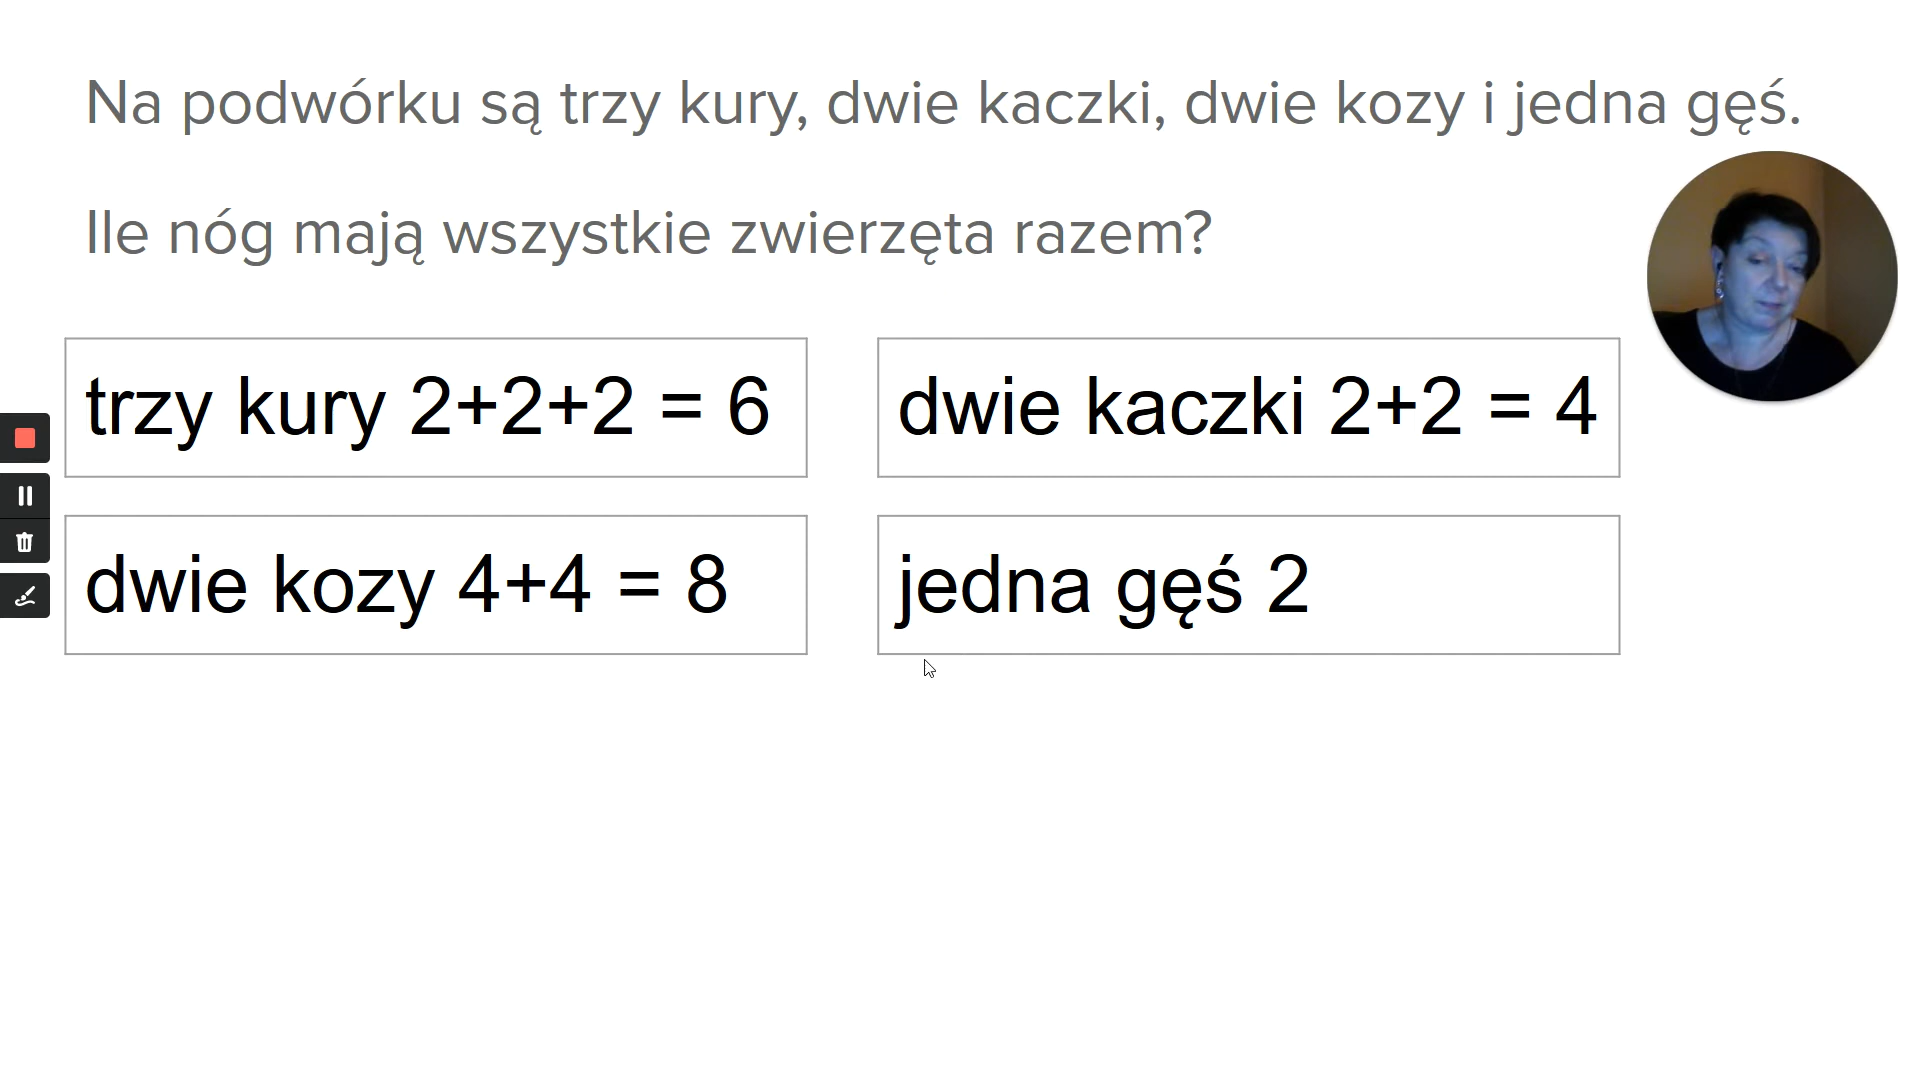 Na podwórku są trzy kury, dwie kaczki, dwie kozy i jedna gęś.
Ile nóg mają wszystkie zwierzęta razem?
trzy kury 2+2+2 = 6
dwie kaczki 2+2 = 4
dwie kozy 4+4 = 8
jedna gęś 2